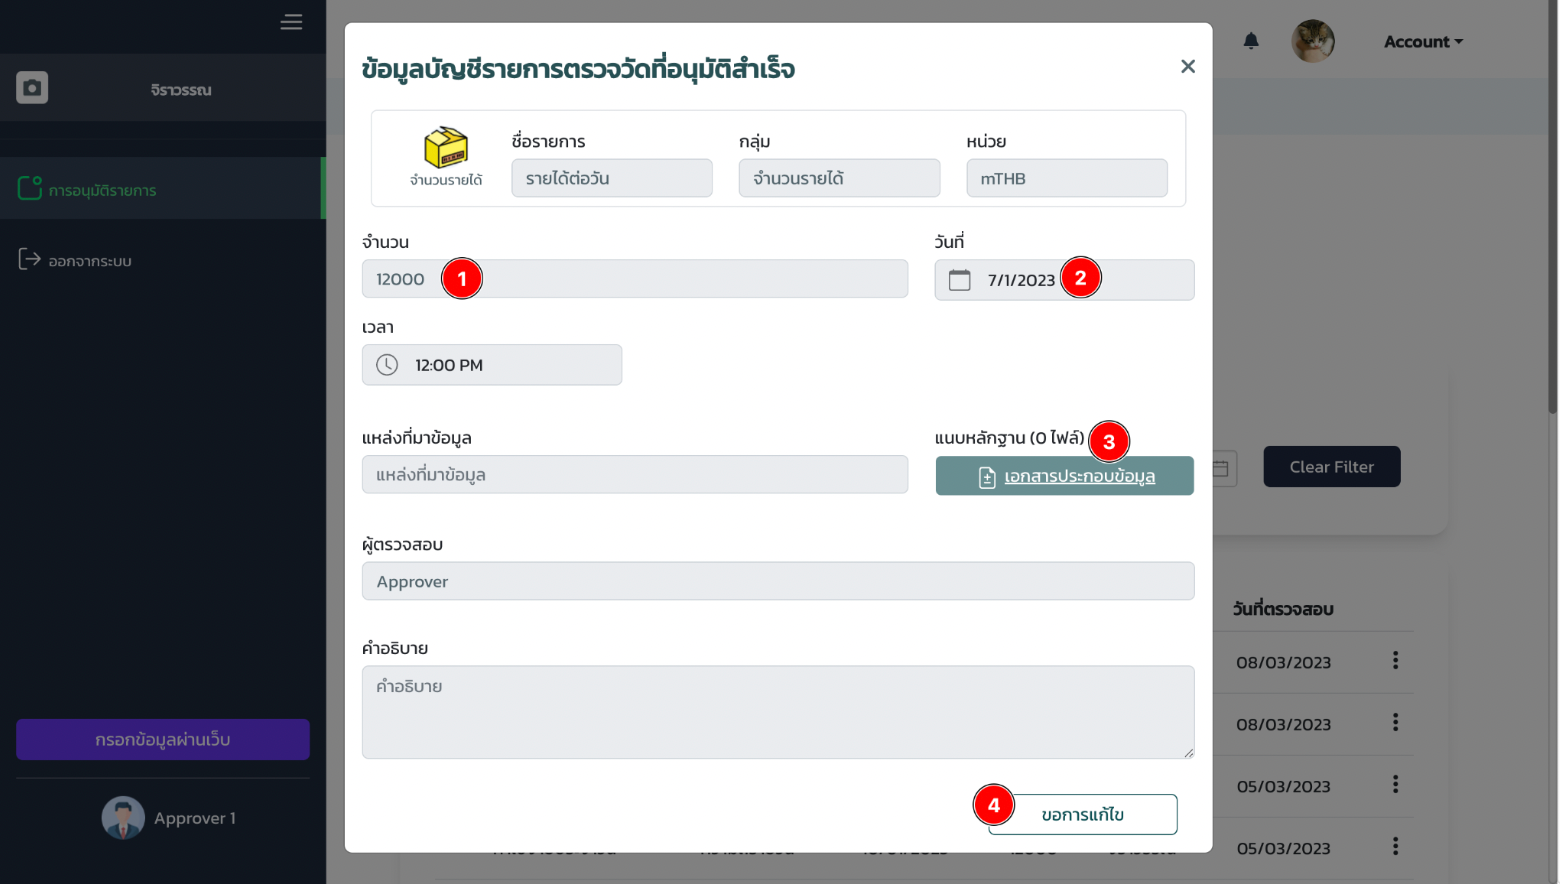 จิราวรรณ
การอนุมัติรายการ
ออกจากระบบ
กรอกข้อมูลผ่านเว็บ
Approver 1
Account
ข้อมูลบัญชีรายการตรวจวัดที่อนุมัติสำเร็จ
จำนวนรายได้
ชื่อรายการ
รายได้ต่อวัน
กลุ่ม
จำนวนรายได้
หน่วย
mTHB
จำนวน
12000
1
วันที่
7/1/2023
2
เวลา
12:00 PM
แหล่งที่มาข้อมูล
แหล่งที่มาข้อมูล
แนบหลักฐาน (0 ไฟล์)
3
เอกสารประกอบข้อมูล
ผู้ตรวจสอบ
Approver
คำอธิบาย
คำอธิบาย
4
ขอการแก้ไข
Clear Filter
วันที่ตรวจสอบ
08/03/2023
08/03/2023
05/03/2023
05/03/2023